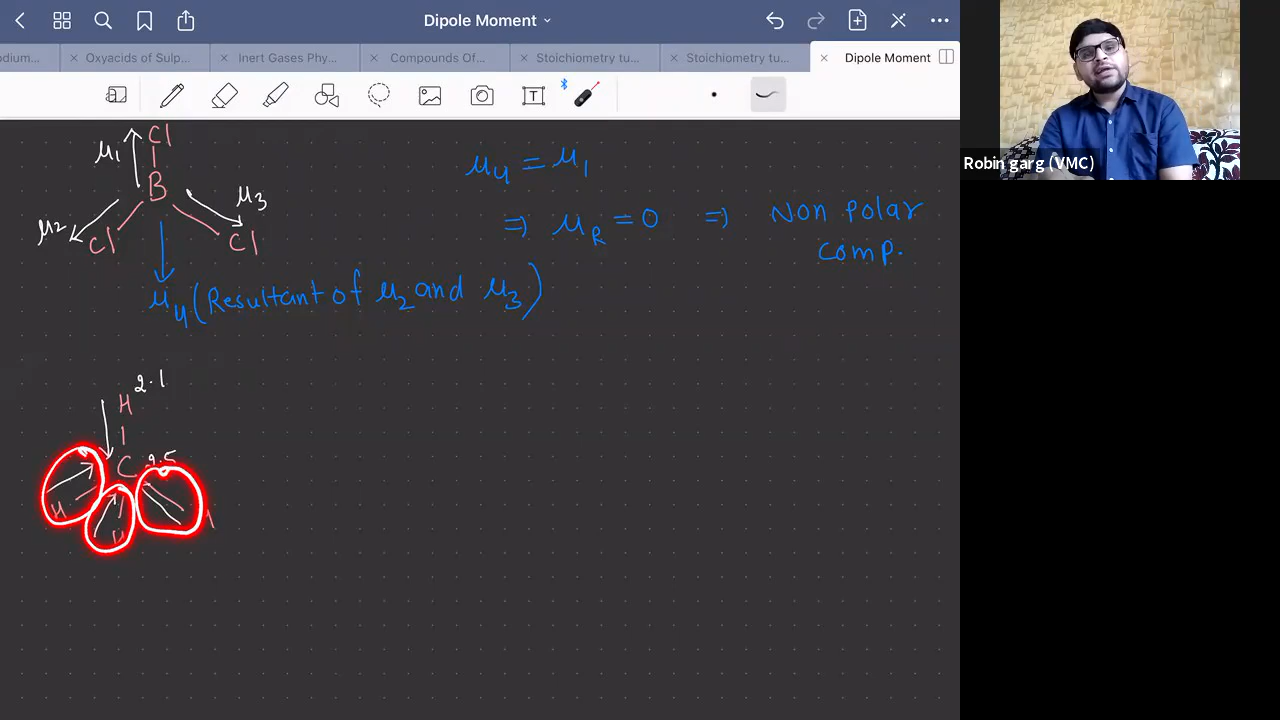 Dipole Moment
odium...
Oxyacids of Sulp...
Inert Gases Phy...
Compounds Of...
Stoichiometry tu...
Stoichiometry tu...
Dipole Moment
T
Robin garg (VMC)
Cl
μ1
B
μ2
μ3
Cl
Cl
μ4 (Resultant of μ2 and μ3)
μ4 = μ1
⇒ μR = 0 ⇒ Non polar
comp.
2.1
H
C
H
H